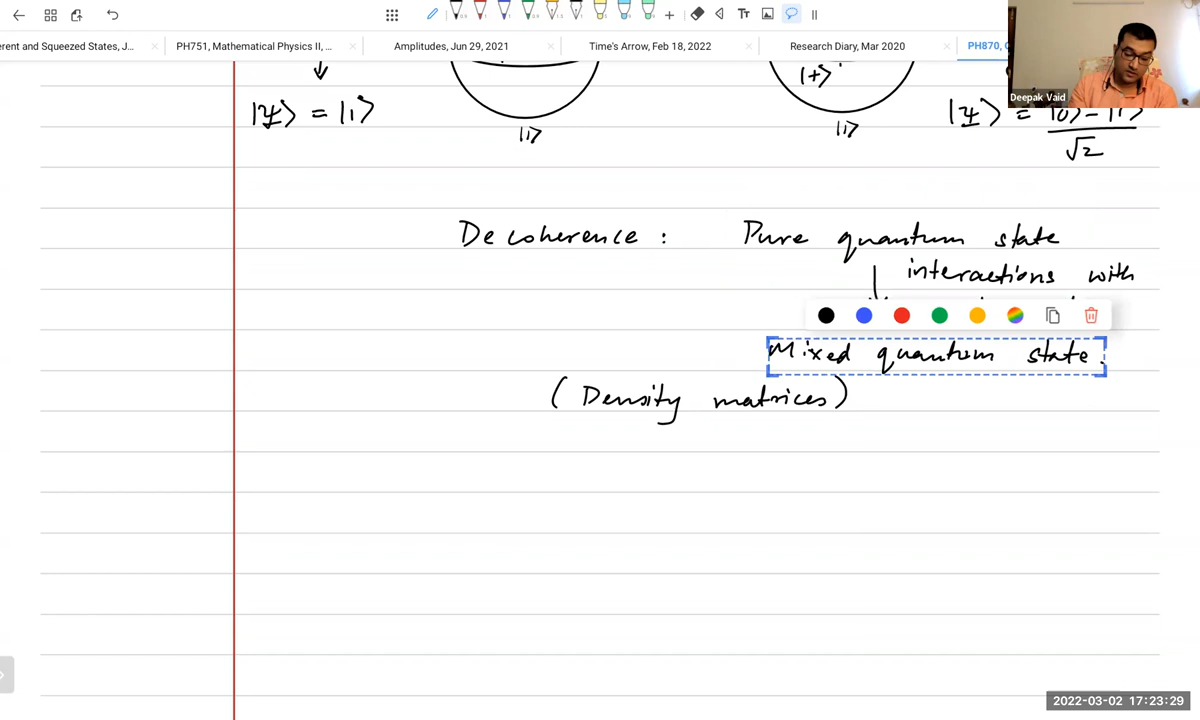 erent and Squeezed States, J...
PH751, Mathematical Physics II, ...
Amplitudes, Jun 29, 2021
Time's Arrow, Feb 18, 2022
Research Diary, Mar 2020
PH870,
Tт
Deepak Vaid
|+⟩
|Ψ⟩ = |1⟩
|1⟩
|1⟩
|Ψ⟩ = |0⟩ - |1⟩
√2
Decoherence : Pure quantum state
interactions with
Mixed quantum state.
(Density matrices)
2022-03-02 17:23:29